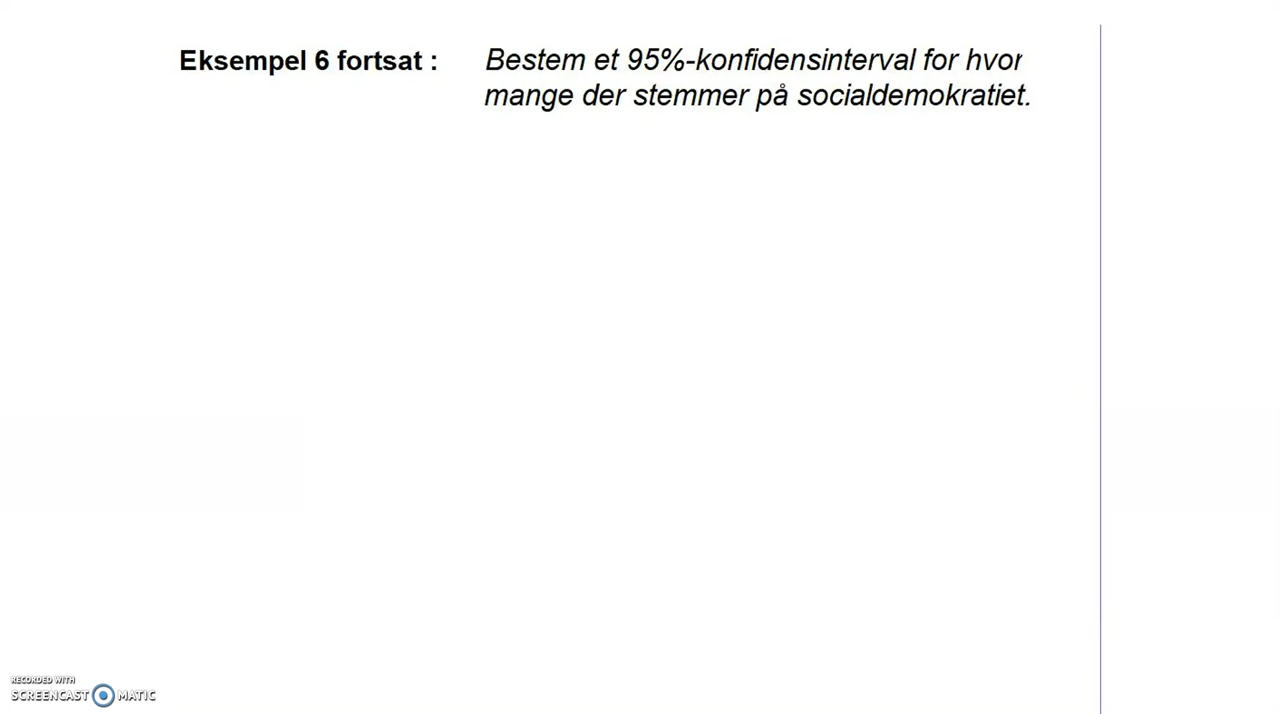 Eksempel 6 fortsat : Bestem et 95%-konfidensinterval for hvor
mange der stemmer på socialdemokratiet.
RECORDED WITH
SCREENCAST MATIC